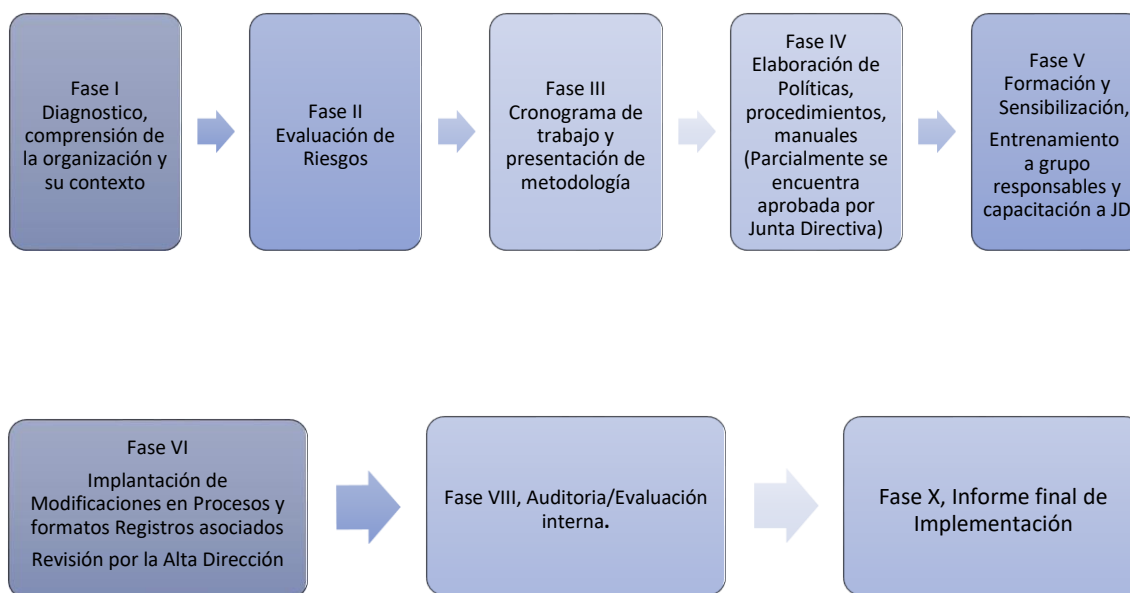 Fase I
Diagnostico,
comprensión de
la organización y
su contexto
Fase II
Evaluación de
Riesgos
Fase III
Cronograma de
trabajo y
presentación de
metodología
Fase IV
Elaboración de
Políticas,
procedimientos,
manuales
(Parcialmente se
encuentra
aprobada por
Junta Directiva)
Fase V
Formación y
Sensibilización,
Entrenamiento
a grupo
responsables y
capacitación a JD
Fase VI
Implantación de
Modificaciones en Procesos y
formatos Registros asociados
Revisión por la Alta Dirección
Fase VIII, Auditoria/Evaluación
interna.
Fase X, Informe final de
Implementación